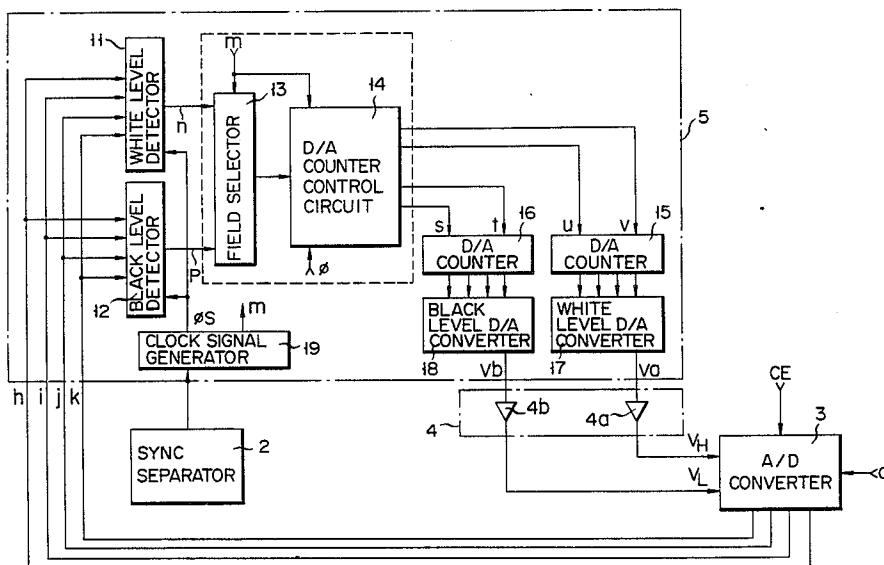 11
WHITE LEVEL
DETECTOR
n
m
13
FIELD SELECTOR
14
D/A
COUNTER
CONTROL
CIRCUIT
5
BLACK LEVEL
DETECTOR
12
P
ø
øS
m
s
t
16
D/A
COUNTER
u
v
15
D/A
COUNTER
BLACK
LEVEL D/A
CONVERTER
18
WHITE
LEVEL D/A
CONVERTER
17
CLOCK SIGNAL
GENERATOR
19
h
i
j
k
Vb
Va
4
4b
4a
CE
SYNC
SEPARATOR
2
VH
VL
3
A/D
CONVERTER